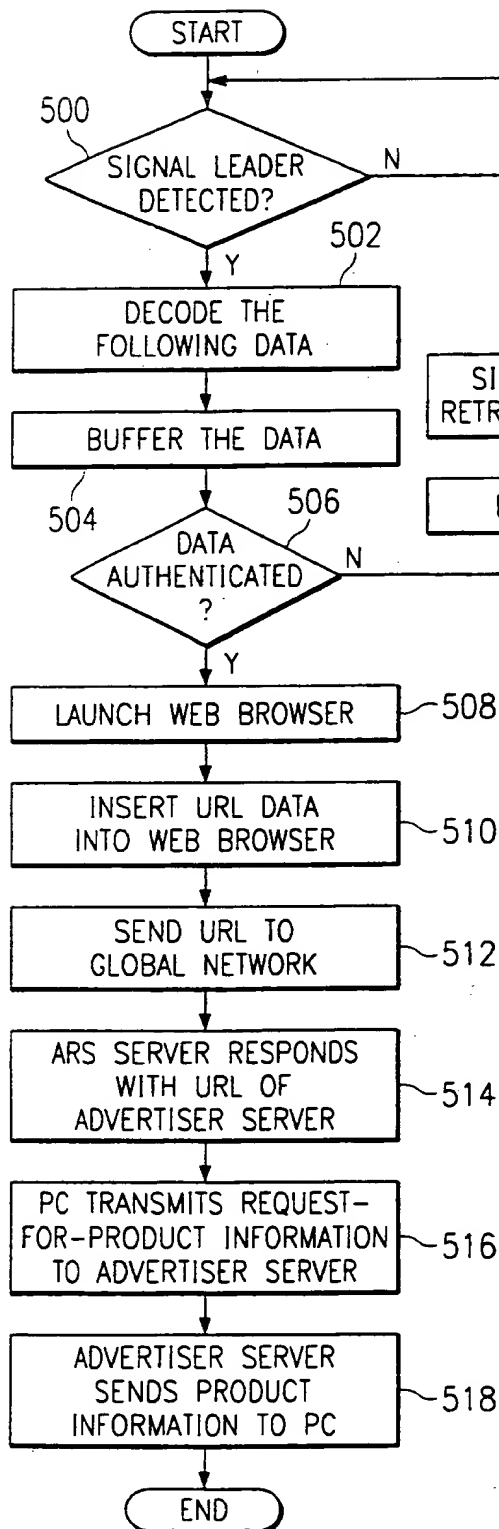 START
500
SIGNAL LEADER
DETECTED?
N
Y
502
DECODE THE
FOLLOWING DATA
SI
RETR
BUFFER THE DATA
504
506
DATA
AUTHENTICATED
?
N
Y
LAUNCH WEB BROWSER
508
INSERT URL DATA
INTO WEB BROWSER
510
SEND URL TO
GLOBAL NETWORK
512
ARS SERVER RESPONDS
WITH URL OF
ADVERTISER SERVER
514
PC TRANSMITS REQUEST-
FOR-PRODUCT INFORMATION
TO ADVERTISER SERVER
516
ADVERTISER SERVER
SENDS PRODUCT
INFORMATION TO PC
518
END